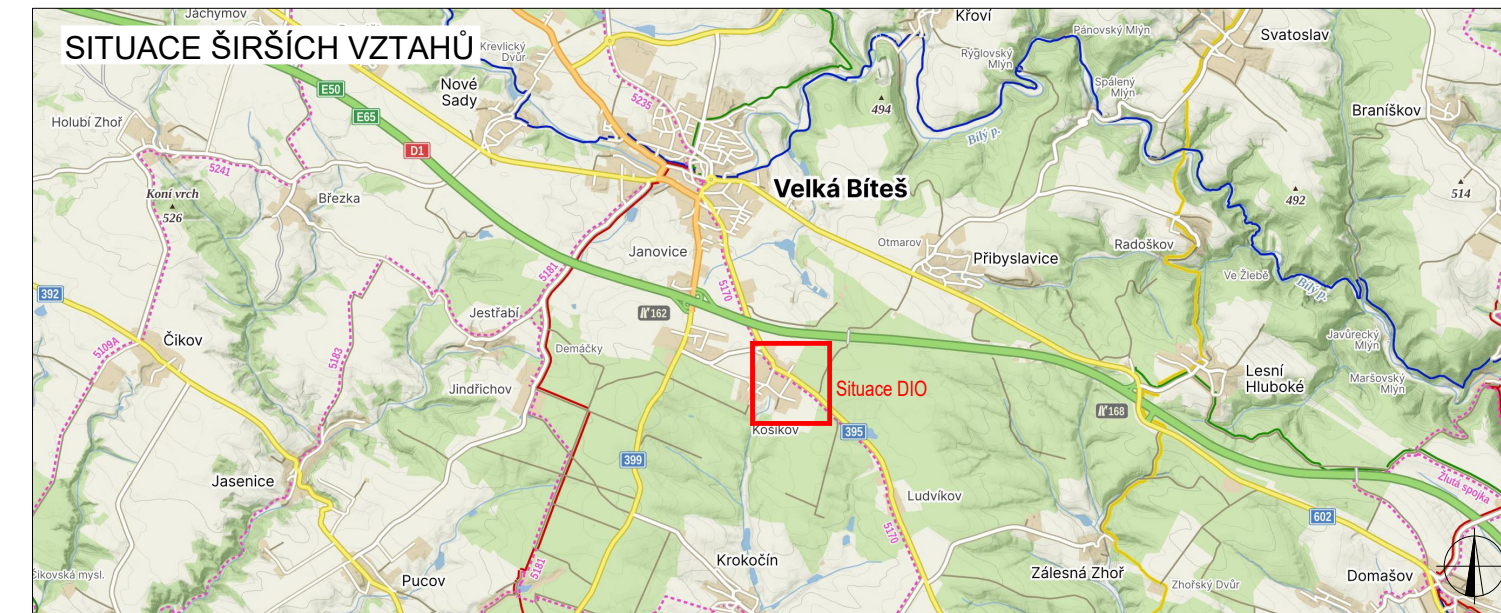 Jáchymov
Křoví
SITUACE ŠIRŠÍCH VZTAHŮ
Krevlický
Dvůr
Ryglovský
Mlýn
Pánovský Mlýn
Svatoslav
Nové
Sady
E50
E65
5235
494
Spálený
Mlýn
Braníškov
Holubí Zhoř
D1
Bílý p.
5241
Koní vrch
526
Březka
Velká Bíteš
492
514
Janovice
Otmarov
Přibyslavice
Radoškov
Ve Žlebě
Bílý p.
392
5181
5170
162
Jestřabí
Čikov
5109A
5183
Demáčky
Javůrecký
Mlýn
Jindřichov
Situace DIO
Lesní
Hluboké
Maršovský
Mlýn
168
Košíkov
395
399
Jasenice
Ludvíkov
Žlutá spojka
602
5170
Krokočín
5181
Pucov
Zálesná Zhoř
Zhořský Dvůr
Domašov
Čikovská mysl.